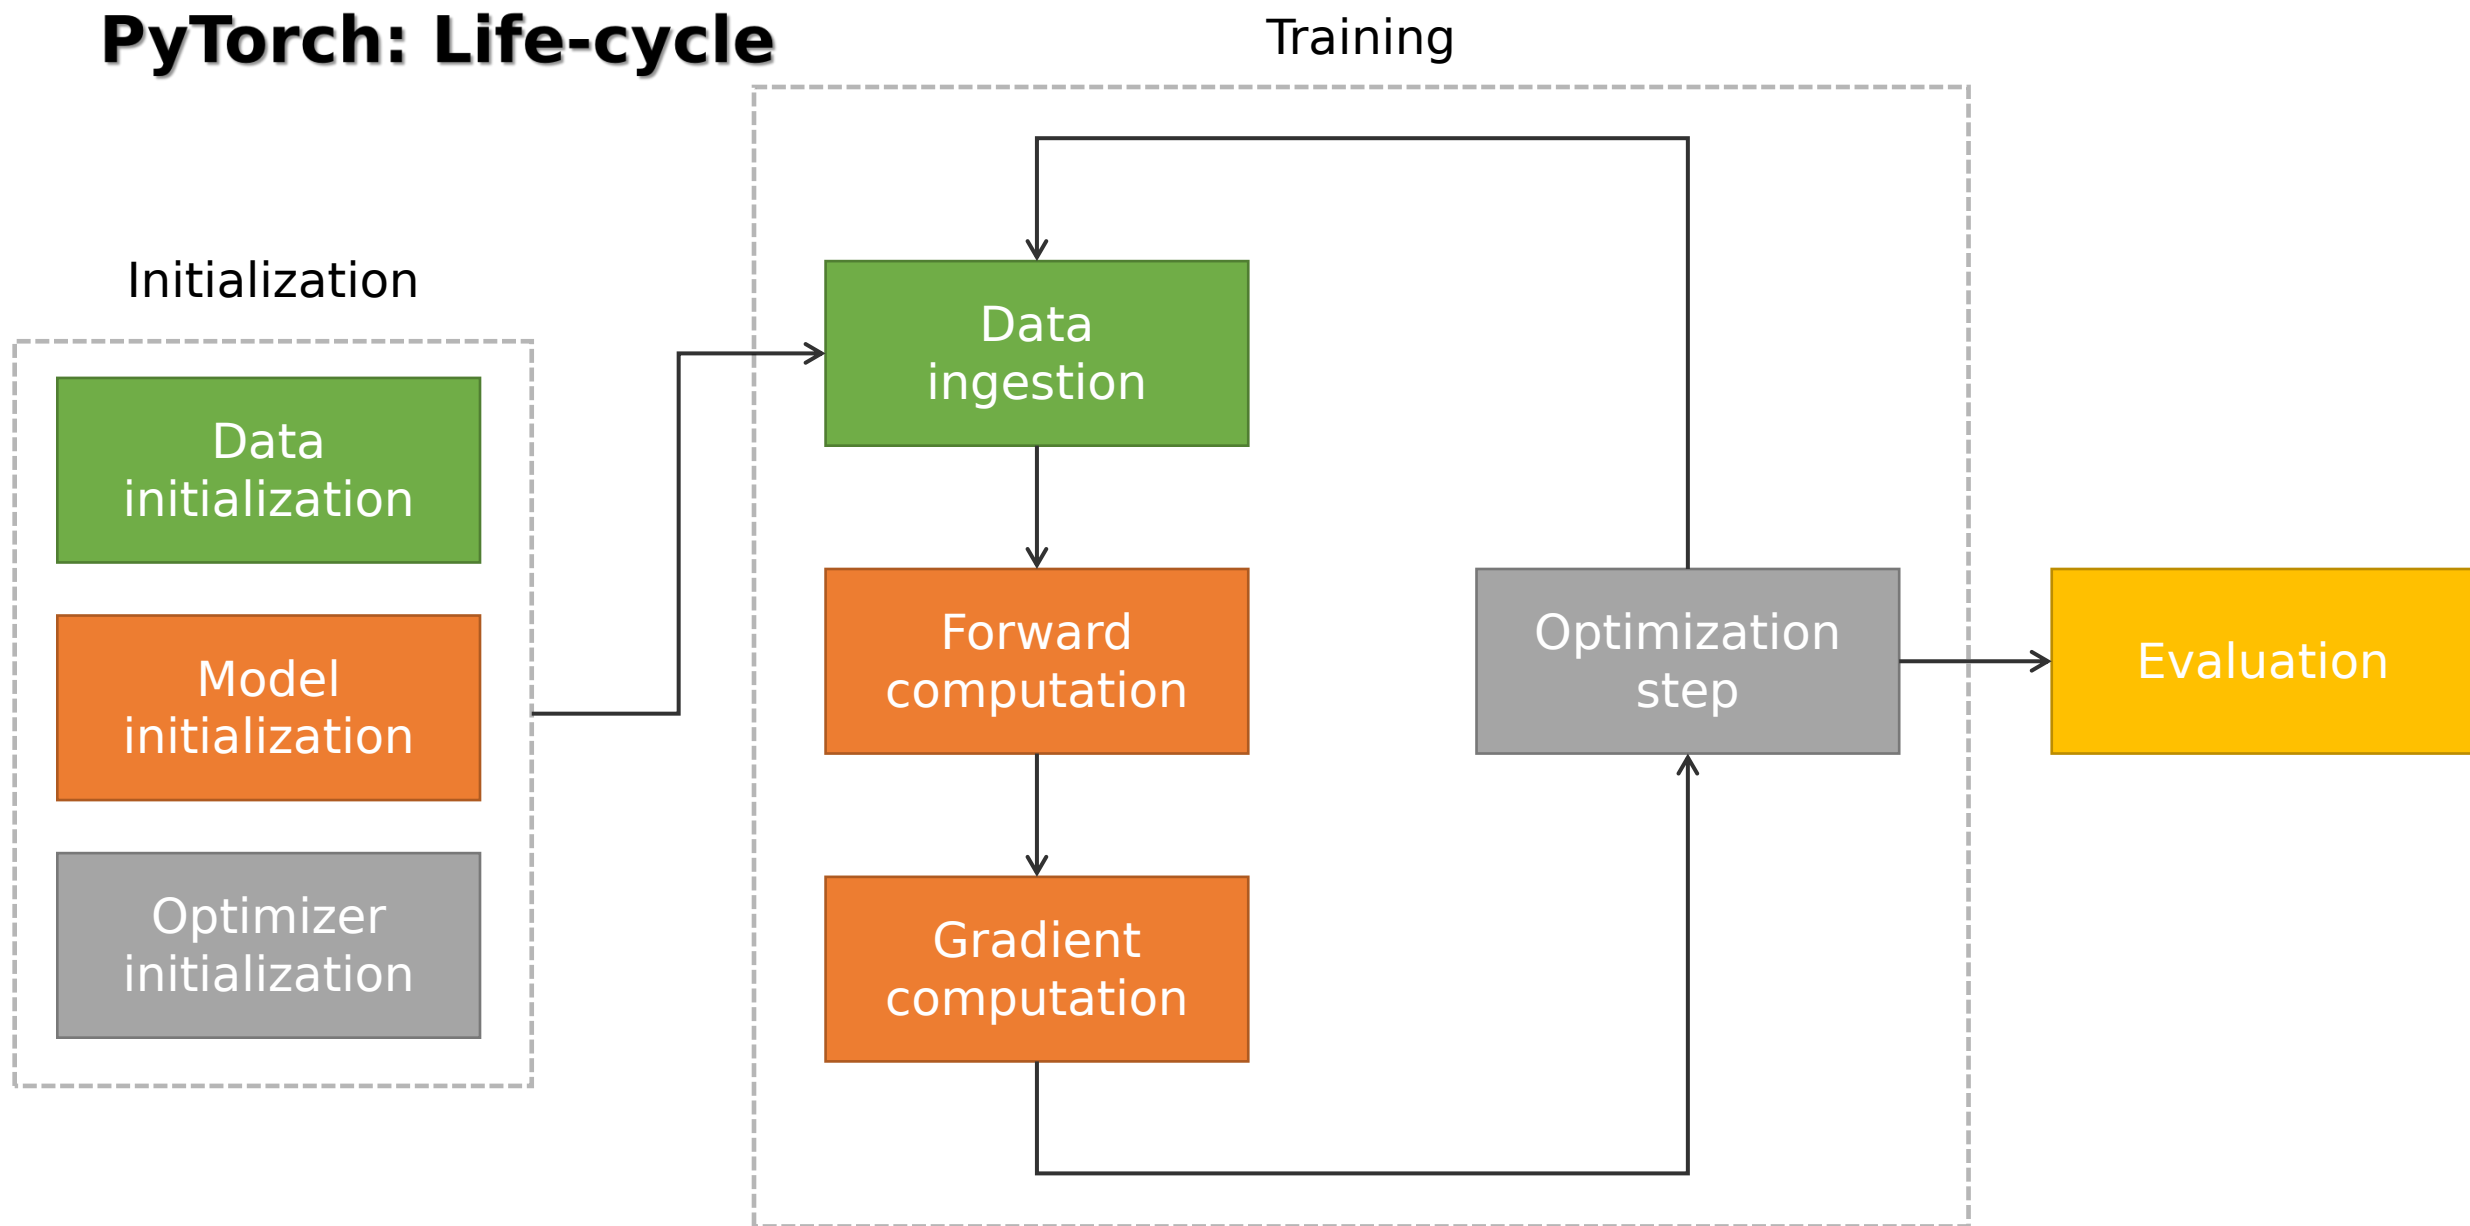 PyTorch: Life-cycle
Training
Initialization
Data
initialization
Model
initialization
Optimizer
initialization
Data
ingestion
Forward
computation
Gradient
computation
Optimization
step
Evaluation